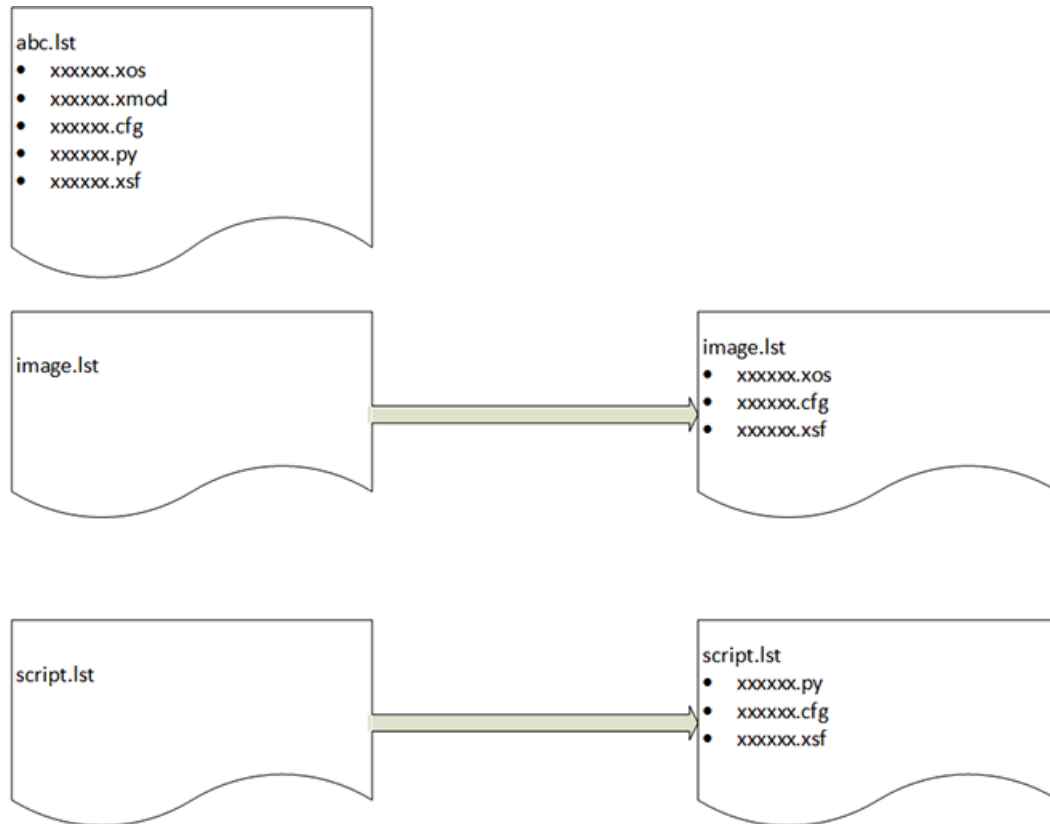 abc.lst
• xxxxxx.xos
• xxxxxx.xmod
• xxxxxx.cfg
• xxxxxx.py
• xxxxxx.xsf
image.lst
image.lst
• xxxxxx.xos
• xxxxxx.cfg
• xxxxxx.xsf
script.lst
script.lst
• xxxxxx.py
• xxxxxx.cfg
• xxxxxx.xsf